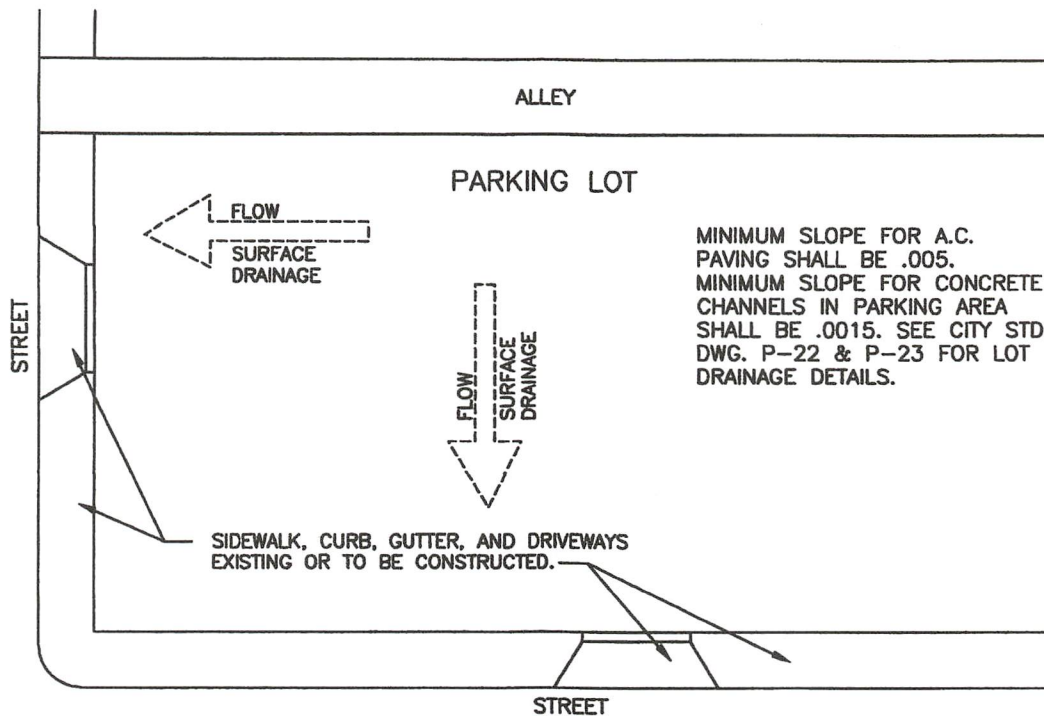 ALLEY
PARKING LOT
FLOW
SURFACE
DRAINAGE
MINIMUM SLOPE FOR A.C.
PAVING SHALL BE .005.
MINIMUM SLOPE FOR CONCRETE
CHANNELS IN PARKING AREA
SHALL BE .0015. SEE CITY STD
DWG. P-22 & P-23 FOR LOT
DRAINAGE DETAILS.
STREET
FLOW
SURFACE
DRAINAGE
SIDEWALK, CURB, GUTTER, AND DRIVEWAYS
EXISTING OR TO BE CONSTRUCTED.
STREET